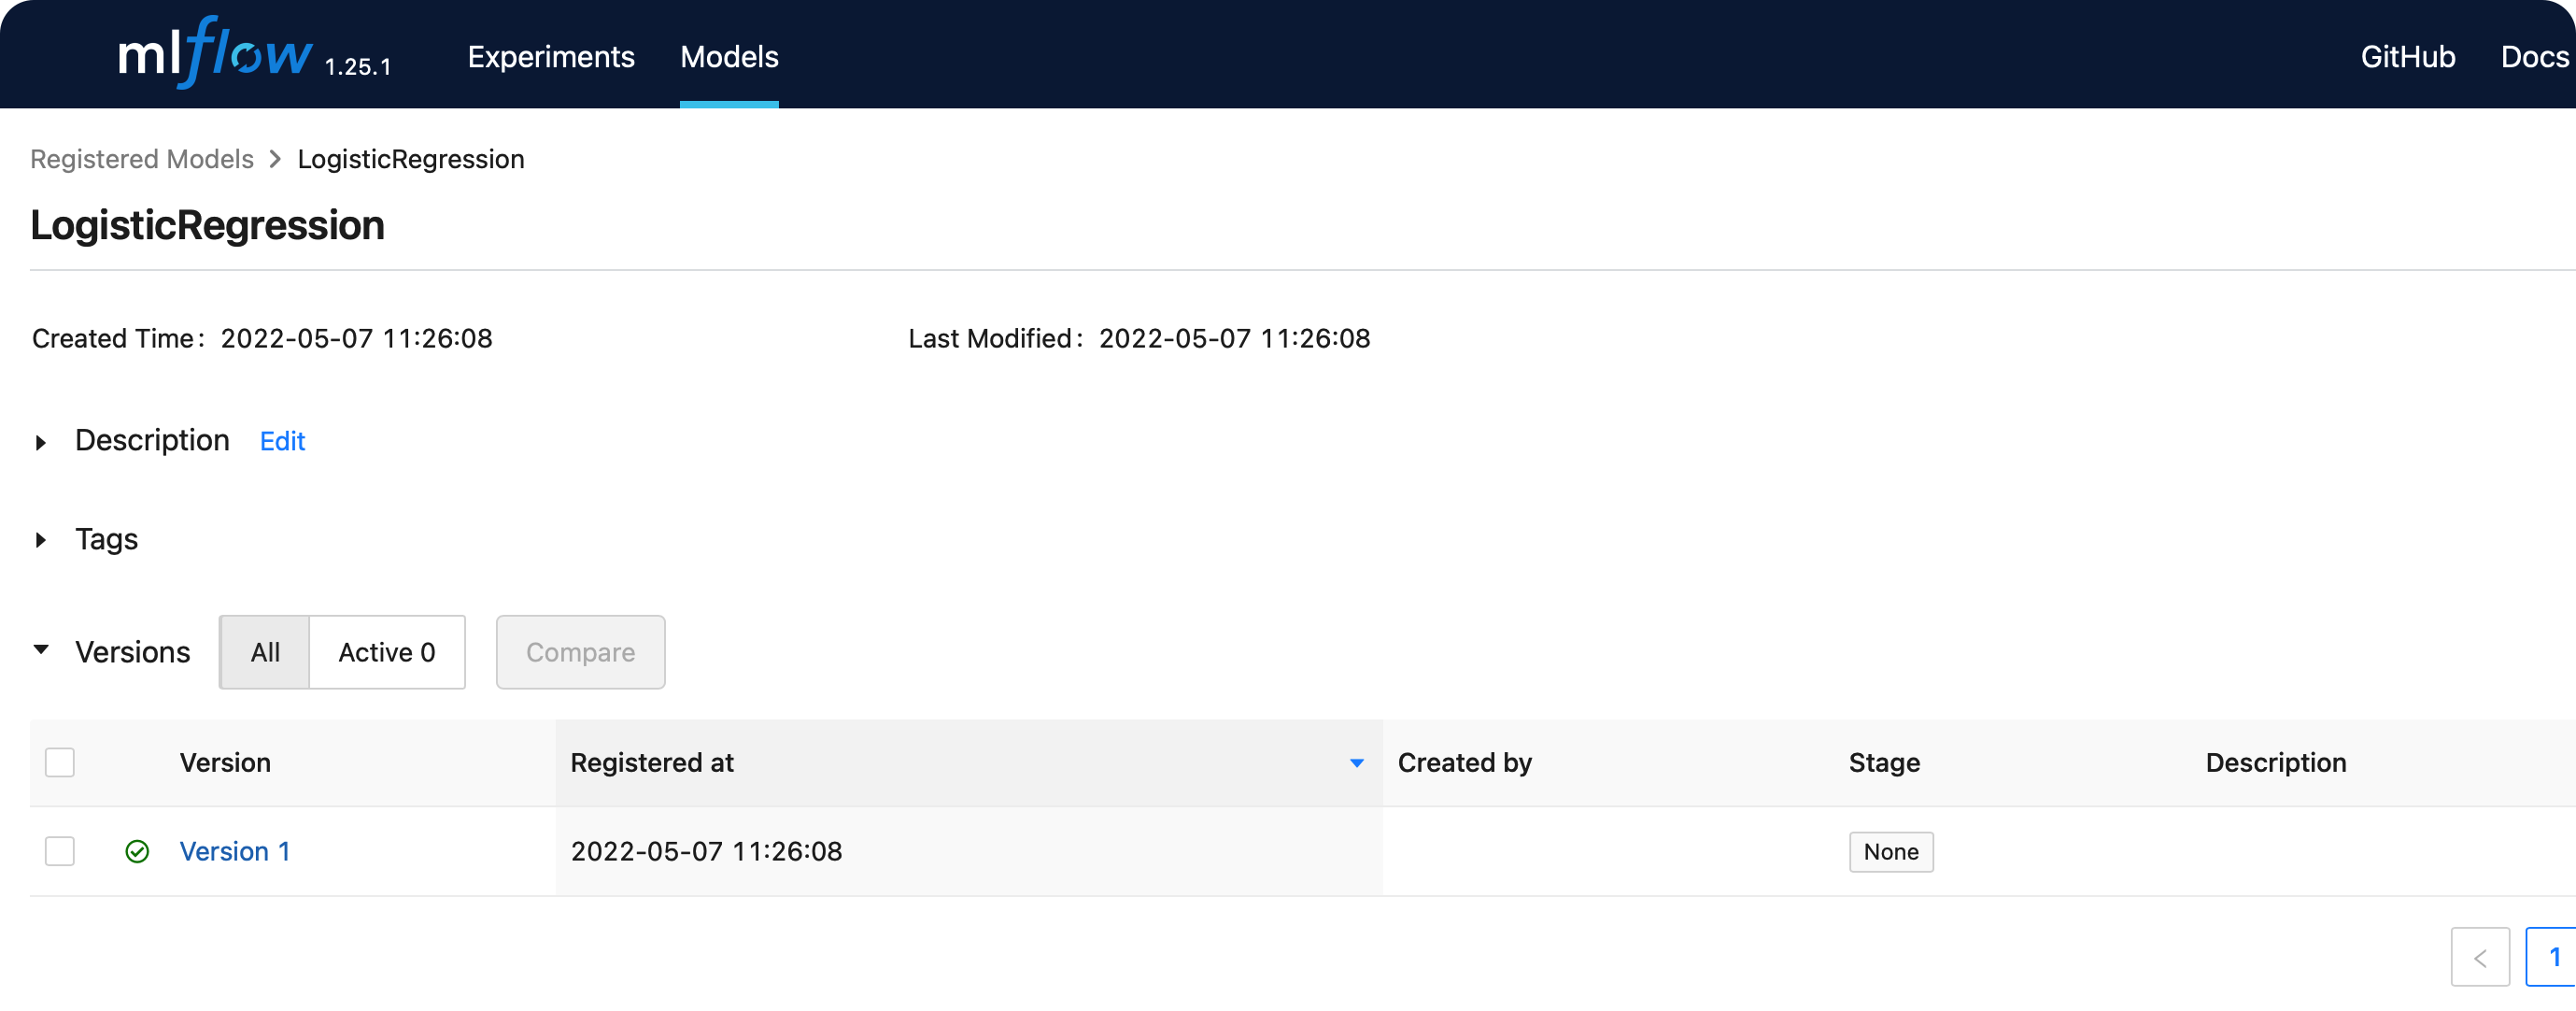 mlflow 1.25.1 Experiments Models GitHub Docs
Registered Models > LogisticRegression
LogisticRegression
Created Time: 2022-05-07 11:26:08 Last Modified: 2022-05-07 11:26:08
Description Edit
Tags
Versions All Active 0 Compare
Version Registered at Created by Stage Description
Version 1 2022-05-07 11:26:08 None
< 1